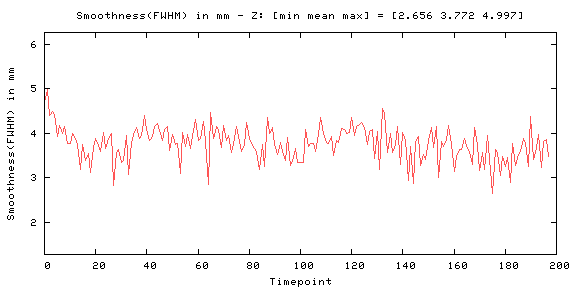 Smoothness(FWHM) in mm - Z: [min mean max] = [2.656 3.772 4.997]
Smoothness(FWHM) in mm
6
5
4
3
2
0 20 40 60 80 100 120 140 160 180 200
Timepoint